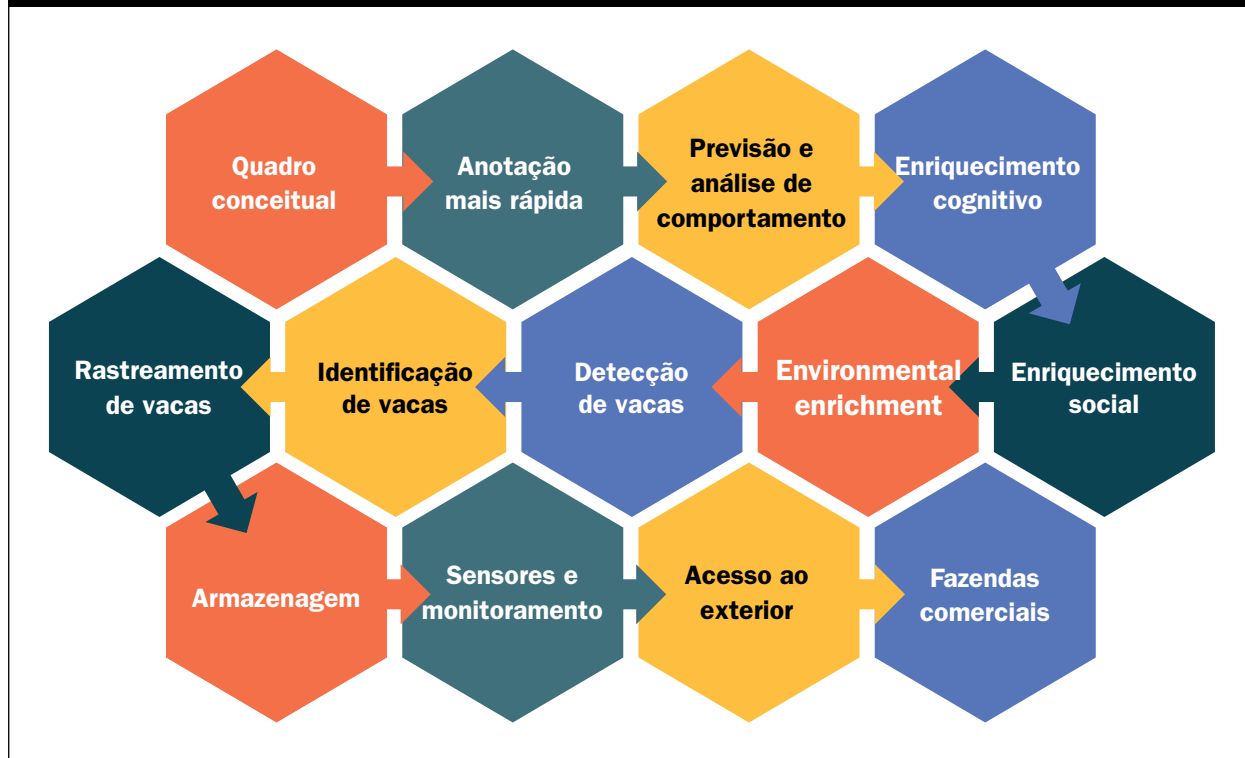 Quadro
conceitual
Anotação
mais rápida
Previsão e
análise de
comportamento
Enriquecimento
cognitivo
Rastreamento
de vacas
Identificação
de vacas
Detecção
de vacas
Environmental
enrichment
Enriquecimento
social
Armazenagem
Sensores e
monitoramento
Acesso ao
exterior
Fazendas
comerciais